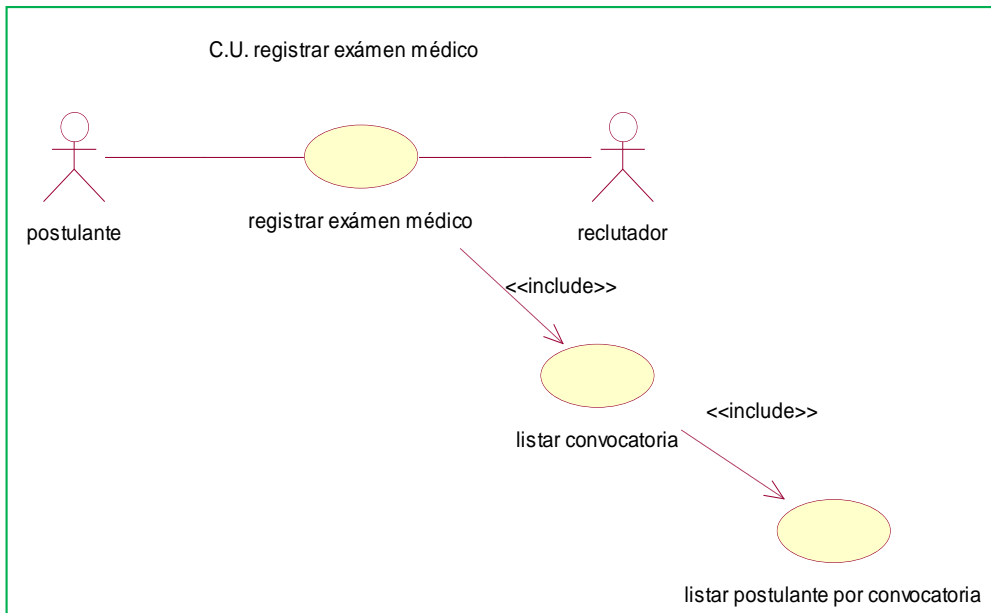 C.U. registrar exámen médico
postulante
registrar exámen médico
reclutador
<<include>>
listar convocatoria
<<include>>
listar postulante por convocatoria